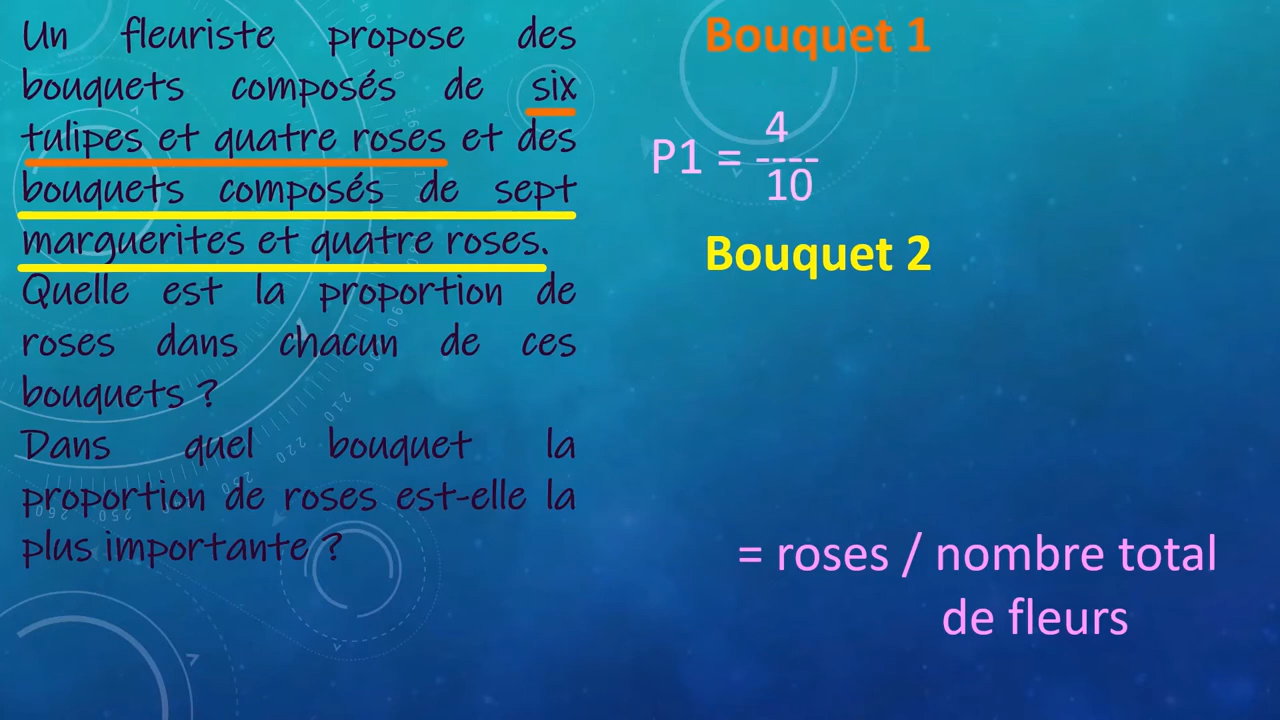 Un fleuriste propose des
bouquets composés de six
tulipes et quatre roses et des
bouquets composés de sept
marguerites et quatre roses.
Quelle est la proportion de
roses dans chacun de ces
bouquets ?
Dans quel bouquet la
proportion de roses est-elle la
plus importante ?
Bouquet 1
4
P1 = ----
10
Bouquet 2
= roses / nombre total
de fleurs